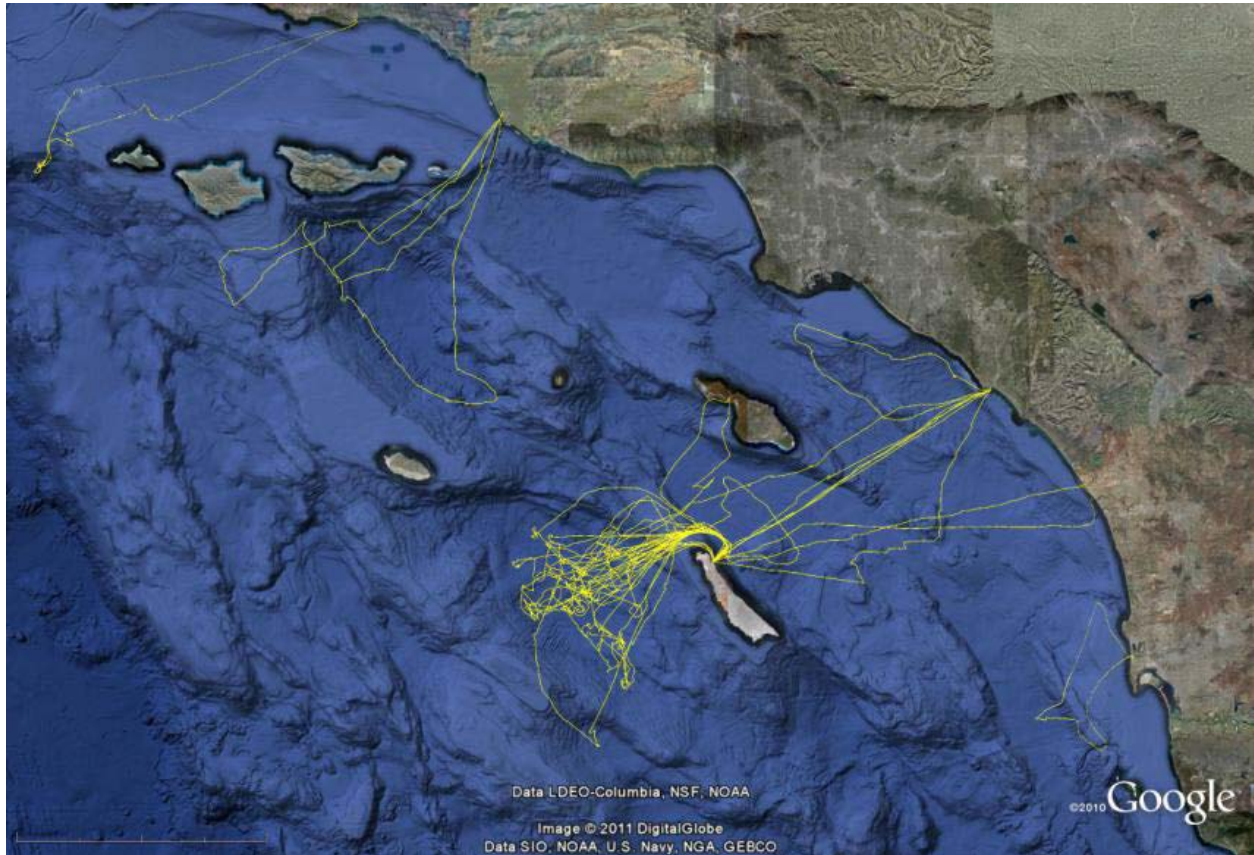 Data LDEO-Columbia, NSF, NOAA
©2010 Google
Image © 2011 DigitalGlobe
Data SIO, NOAA, U.S. Navy, NGA, GEBCO